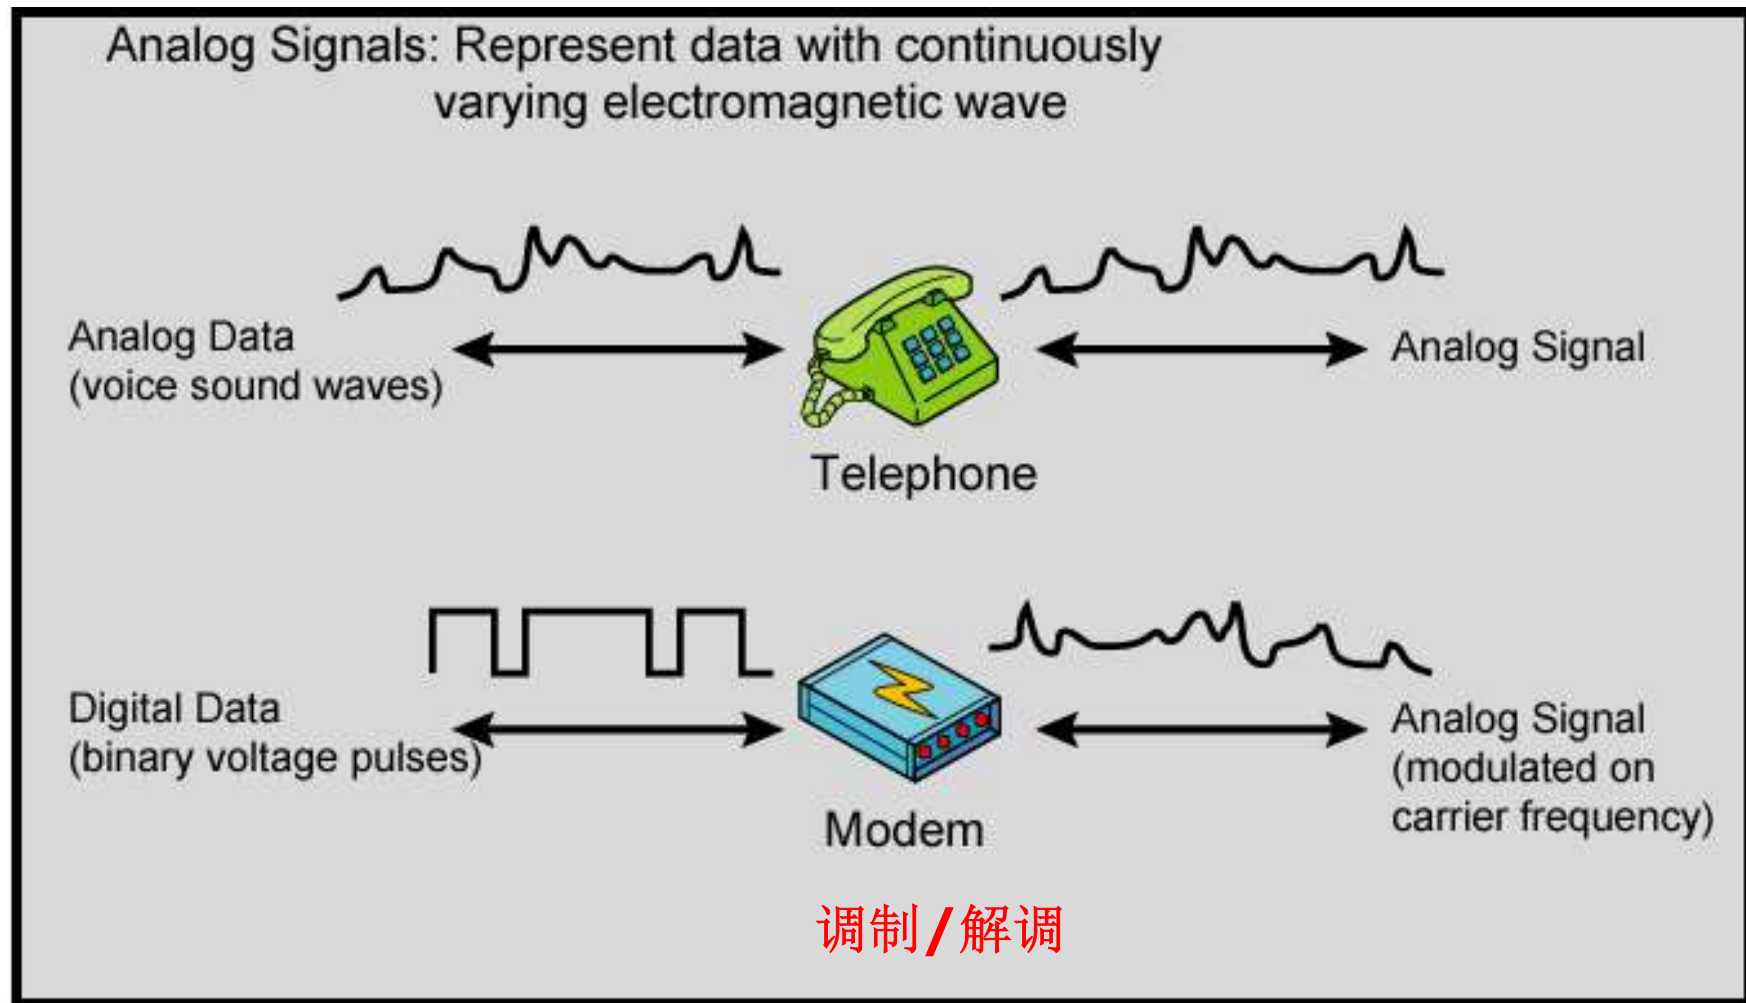 Analog Signals: Represent data with continuously
varying electromagnetic wave
Analog Data
(voice sound waves)
Analog Signal
Telephone
Digital Data
(binary voltage pulses)
Analog Signal
(modulated on
carrier frequency)
Modem
调制/解调